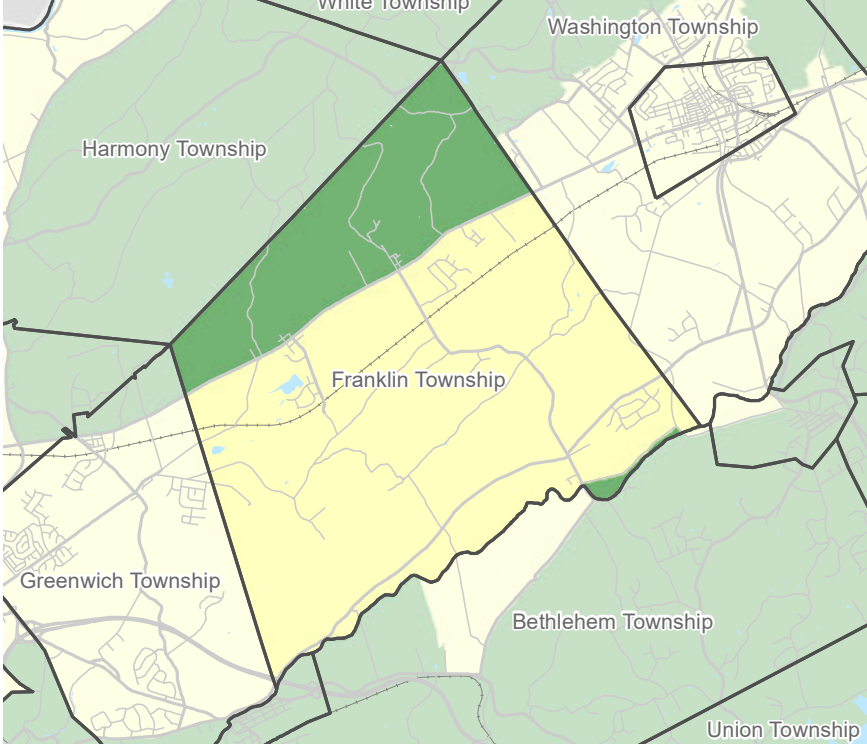 White Township
Washington Township
Harmony Township
Franklin Township
Greenwich Township
Bethlehem Township
Union Township